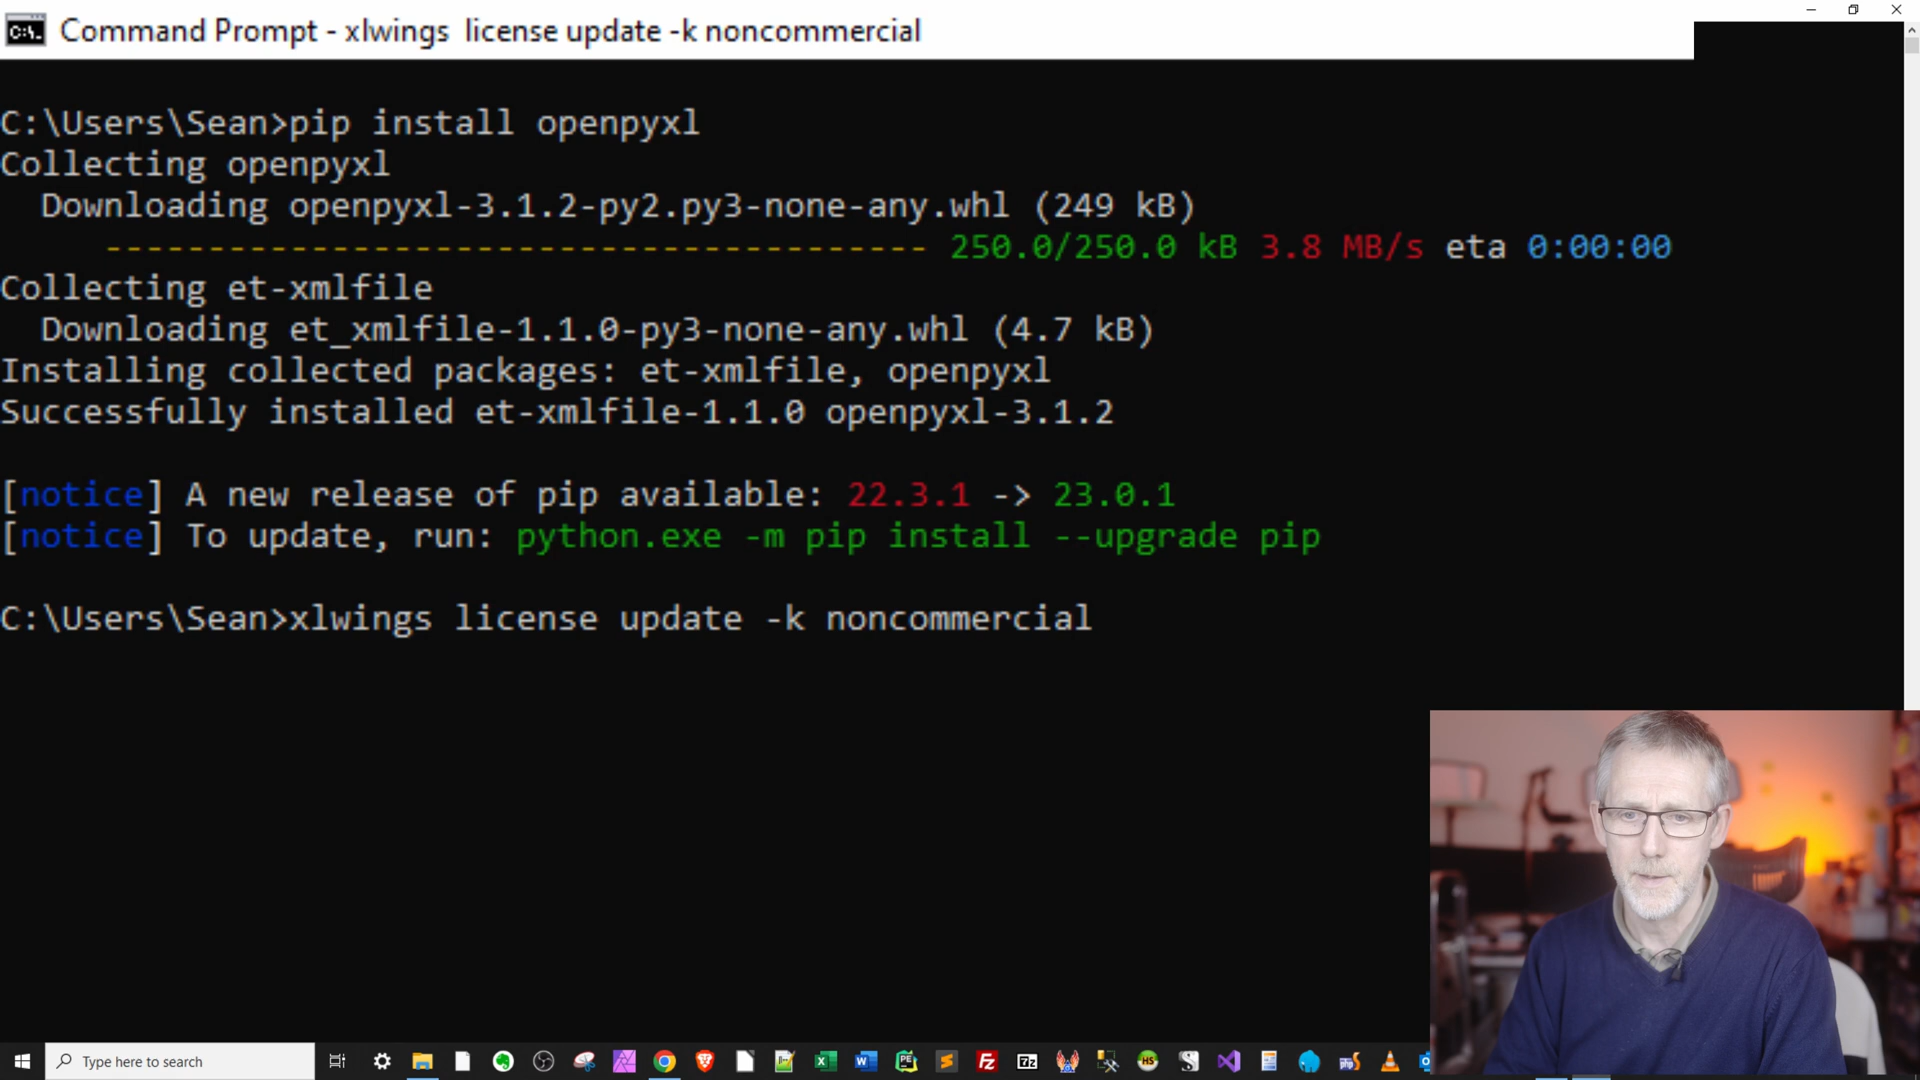 Command Prompt - xlwings  license update -k noncommercial
C:\Users\Sean>pip install openpyxl
Collecting openpyxl
  Downloading openpyxl-3.1.2-py2.py3-none-any.whl (249 kB)
     ---------------------------------------- 250.0/250.0 kB 3.8 MB/s eta 0:00:00
Collecting et-xmlfile
  Downloading et_xmlfile-1.1.0-py3-none-any.whl (4.7 kB)
Installing collected packages: et-xmlfile, openpyxl
Successfully installed et-xmlfile-1.1.0 openpyxl-3.1.2
[notice] A new release of pip available: 22.3.1 -> 23.0.1
[notice] To update, run: python.exe -m pip install --upgrade pip
C:\Users\Sean>xlwings license update -k noncommercial
Type here to search